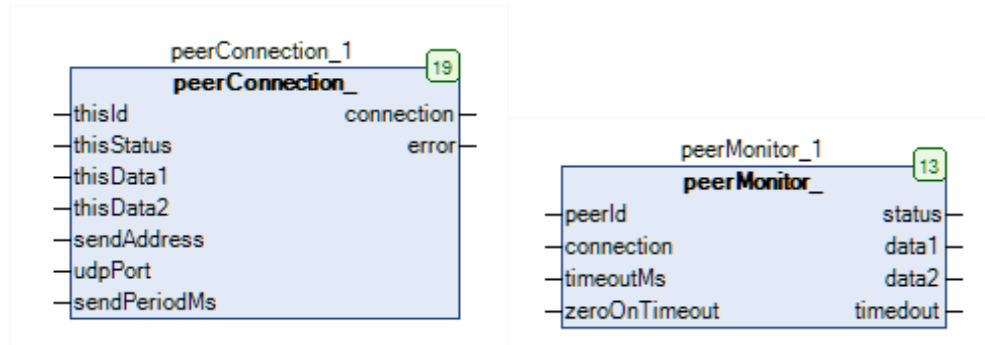 peerConnection_1
19
peerConnection_
thisId connection
thisStatus error
thisData1
thisData2
sendAddress
udpPort
sendPeriodMs
peerMonitor_1
13
peerMonitor_
peerId status
connection data1
timeoutMs data2
zeroOnTimeout timedout